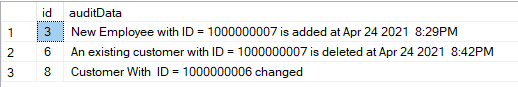 id auditData
1 3 New Employee with ID = 1000000007 is added at Apr 24 2021  8:29PM
2 6 An existing customer with ID = 1000000007 is deleted at Apr 24 2021  8:42PM
3 8 Customer With  ID = 1000000006 changed